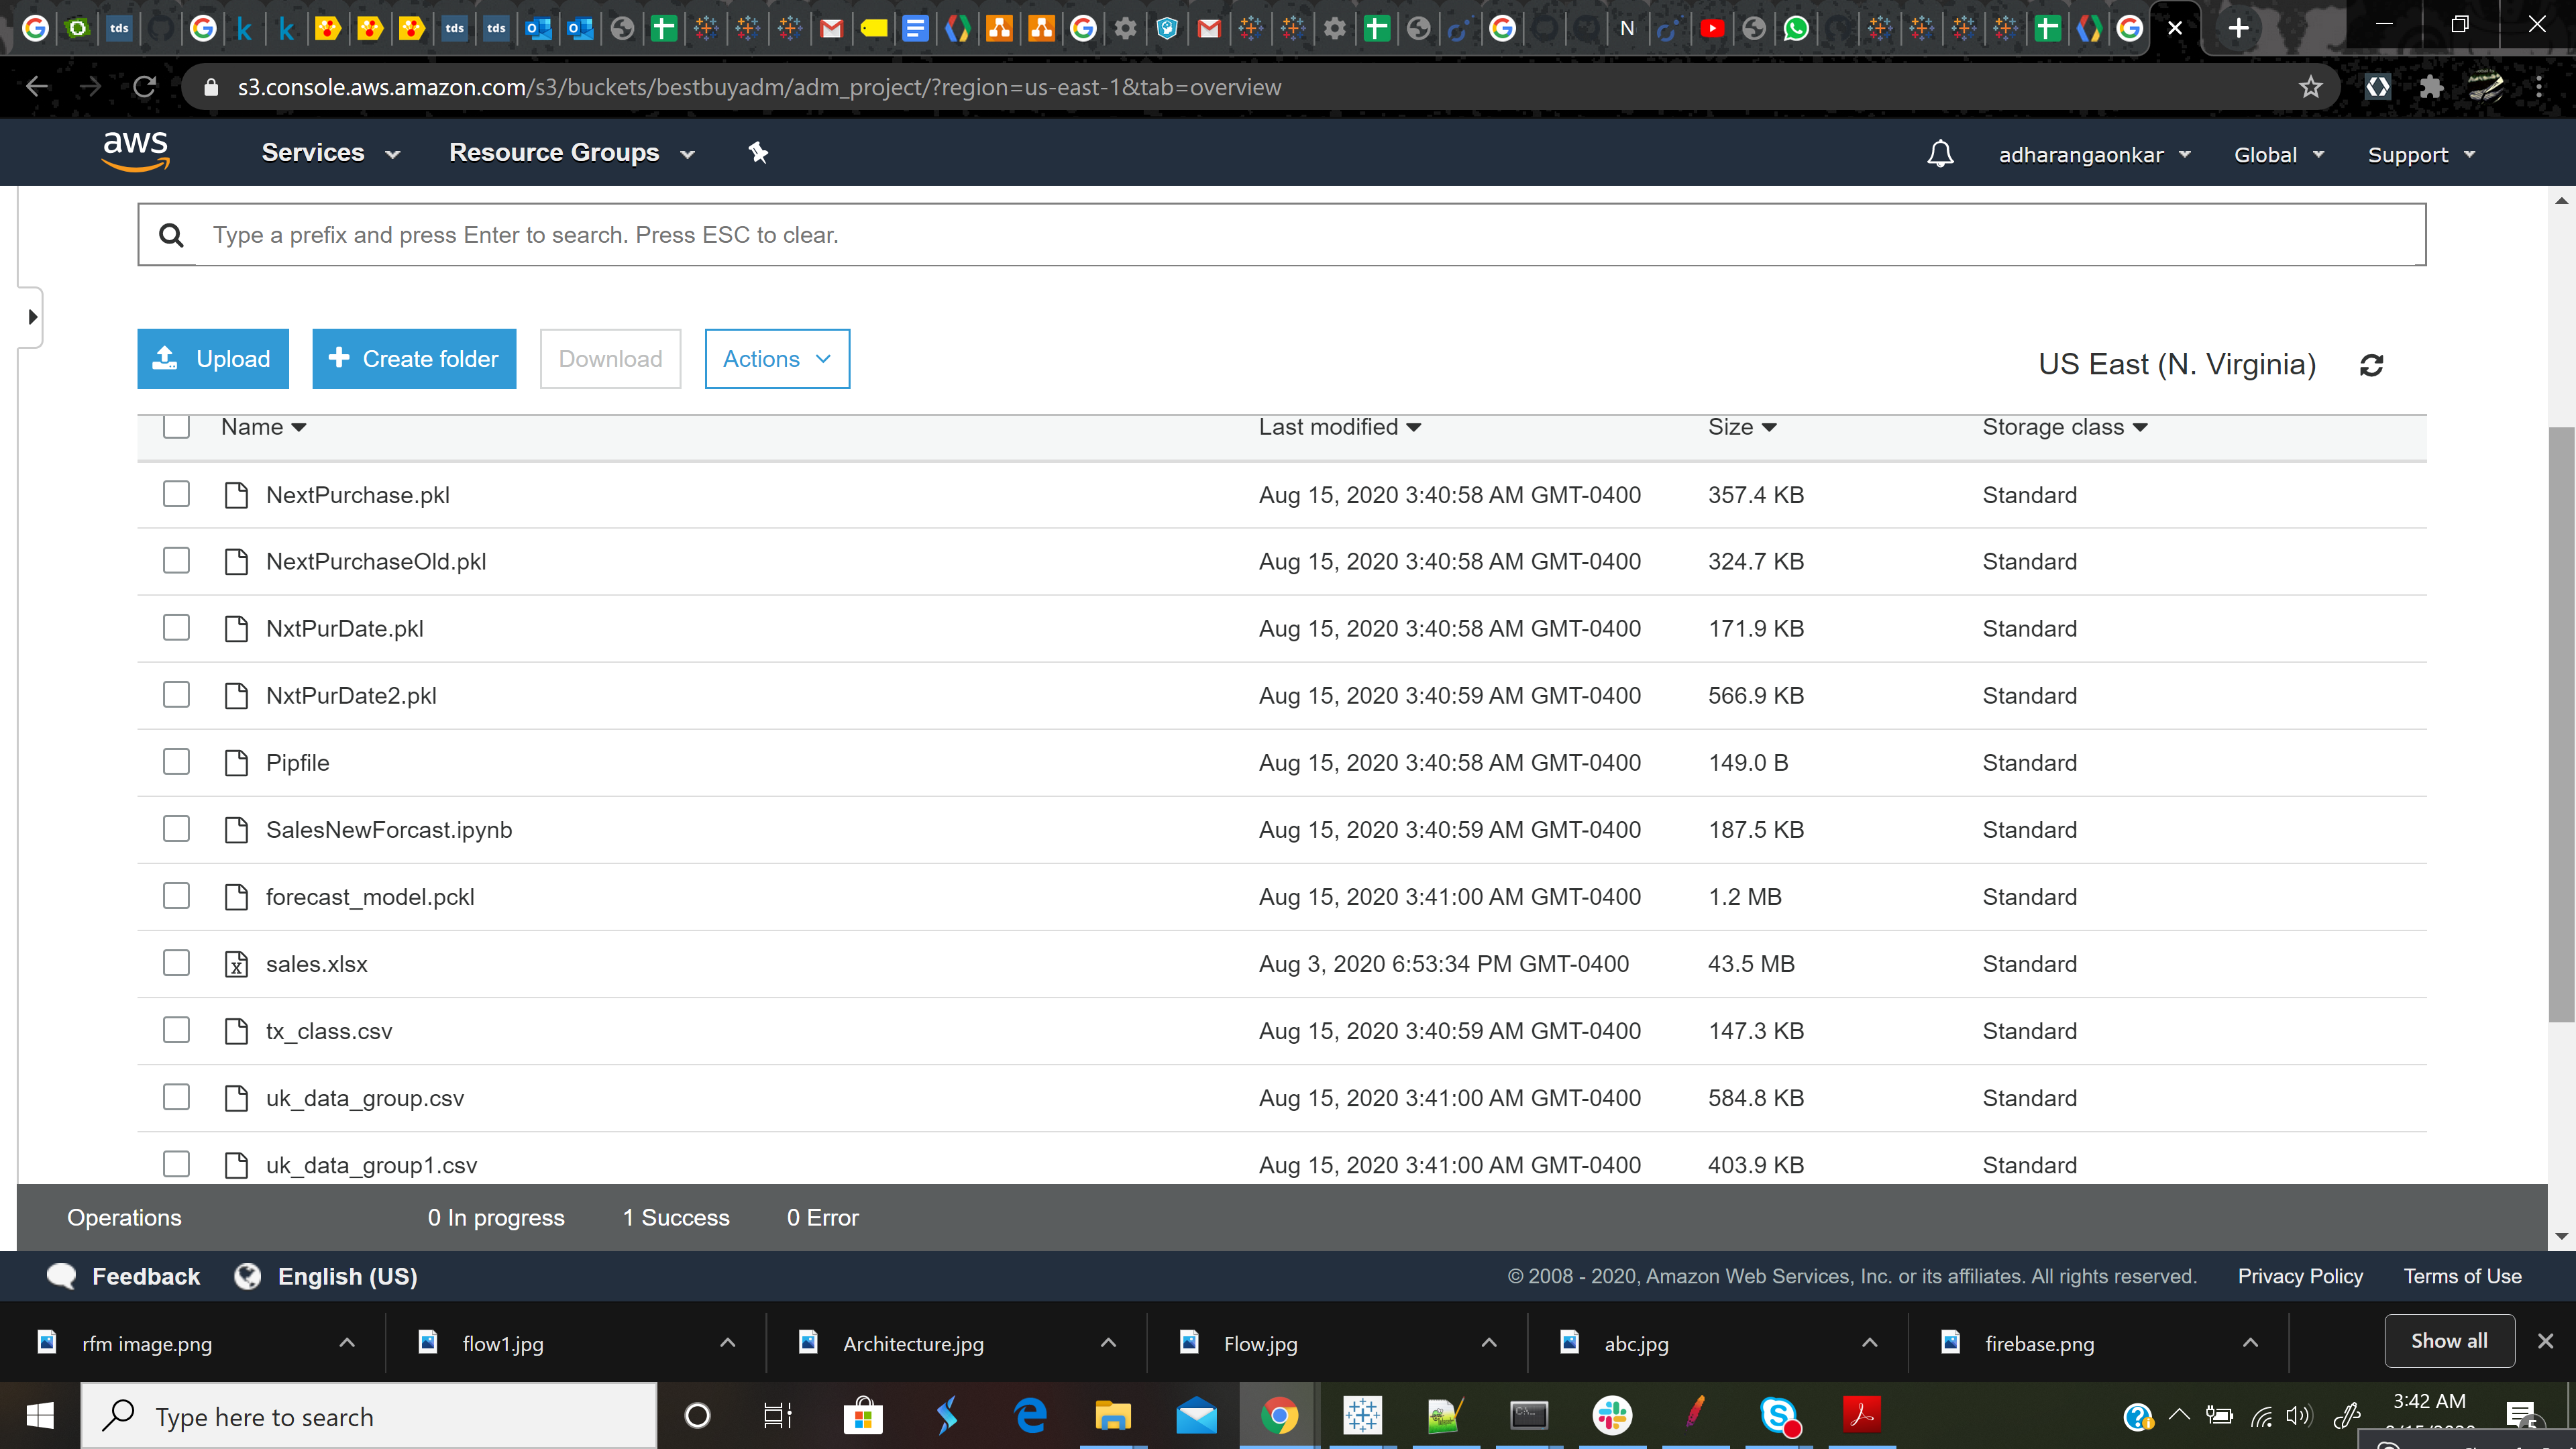 tds
k
k
tds
tds
N
s3.console.aws.amazon.com/s3/buckets/bestbuyadm/adm_project/?region=us-east-1&tab=overview
aws
Services
Resource Groups
adharangaonkar
Global
Support
Type a prefix and press Enter to search. Press ESC to clear.
Upload
Create folder
Download
Actions
US East (N. Virginia)
Name Last modified Size Storage class
NextPurchase.pkl Aug 15, 2020 3:40:58 AM GMT-0400 357.4 KB Standard
NextPurchaseOld.pkl Aug 15, 2020 3:40:58 AM GMT-0400 324.7 KB Standard
NxtPurDate.pkl Aug 15, 2020 3:40:58 AM GMT-0400 171.9 KB Standard
NxtPurDate2.pkl Aug 15, 2020 3:40:59 AM GMT-0400 566.9 KB Standard
Pipfile Aug 15, 2020 3:40:58 AM GMT-0400 149.0 B Standard
SalesNewForcast.ipynb Aug 15, 2020 3:40:59 AM GMT-0400 187.5 KB Standard
forecast_model.pckl Aug 15, 2020 3:41:00 AM GMT-0400 1.2 MB Standard
sales.xlsx Aug 3, 2020 6:53:34 PM GMT-0400 43.5 MB Standard
tx_class.csv Aug 15, 2020 3:40:59 AM GMT-0400 147.3 KB Standard
uk_data_group.csv Aug 15, 2020 3:41:00 AM GMT-0400 584.8 KB Standard
uk_data_group1.csv Aug 15, 2020 3:41:00 AM GMT-0400 403.9 KB Standard
Operations 0 In progress 1 Success 0 Error
Feedback English (US) © 2008 - 2020, Amazon Web Services, Inc. or its affiliates. All rights reserved. Privacy Policy Terms of Use
rfm image.png flow1.jpg Architecture.jpg Flow.jpg abc.jpg firebase.png Show all
Type here to search
3:42 AM